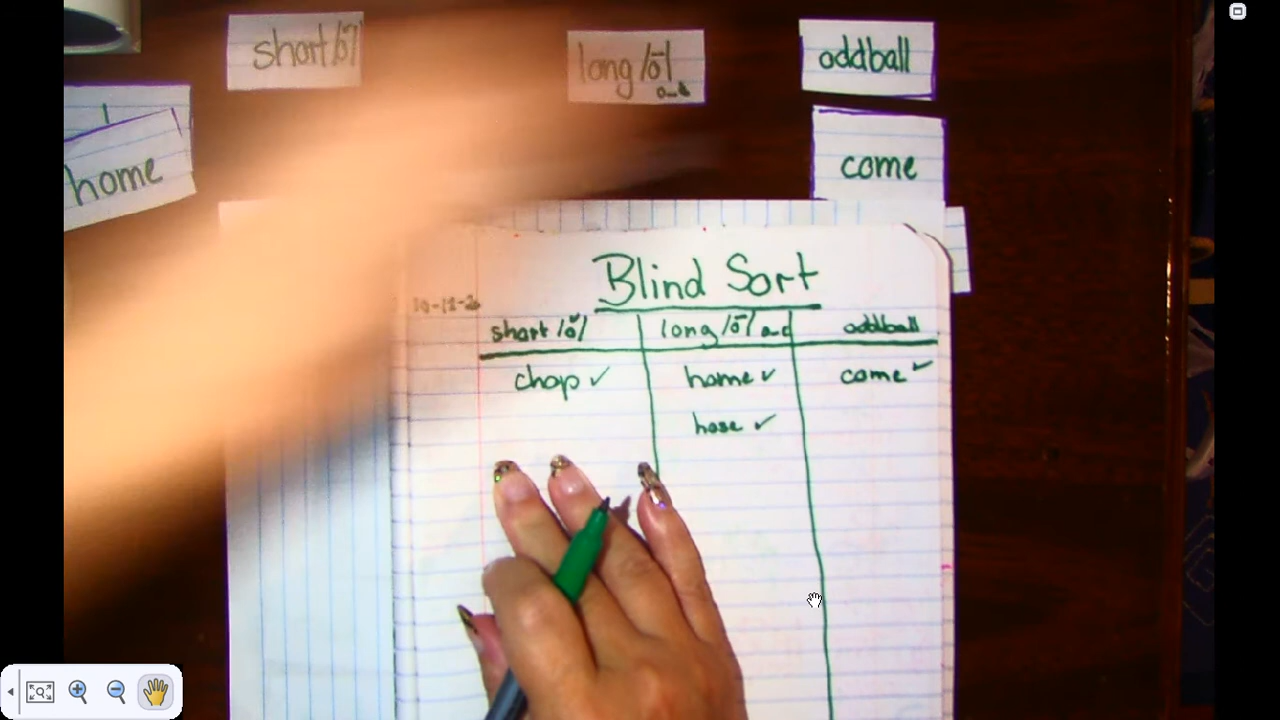 short /ŏ/
long /ō/
o-e
oddball
home
come
Blind Sort
short /ŏ/ long /ō/ o-e oddball
chop ✓ home ✓ come ✓
hose ✓